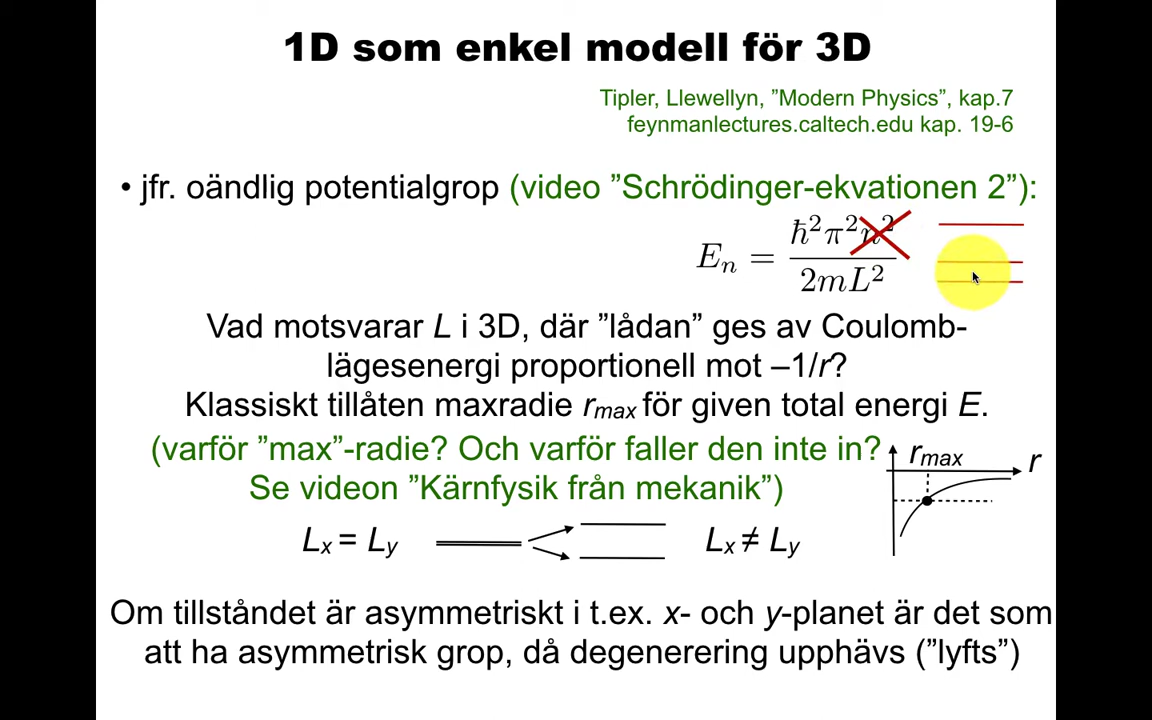 1D som enkel modell för 3D
Tipler, Llewellyn, ”Modern Physics”, kap.7
feynmanlectures.caltech.edu kap. 19-6
• jfr. oändlig potentialgrop (video ”Schrödinger-ekvationen 2”):
Eₙ = ℏ²π²n² / 2mL²
Vad motsvarar L i 3D, där ”lådan” ges av Coulomb-
lägesenergi proportionell mot –1/r?
Klassiskt tillåten maxradie rmax för given total energi E.
(varför ”max”-radie? Och varför faller den inte in?
Se videon ”Kärnfysik från mekanik”)
rmax r
Lx = Ly Lx ≠ Ly
Om tillståndet är asymmetriskt i t.ex. x- och y-planet är det som
att ha asymmetrisk grop, då degenerering upphävs (”lyfts”)